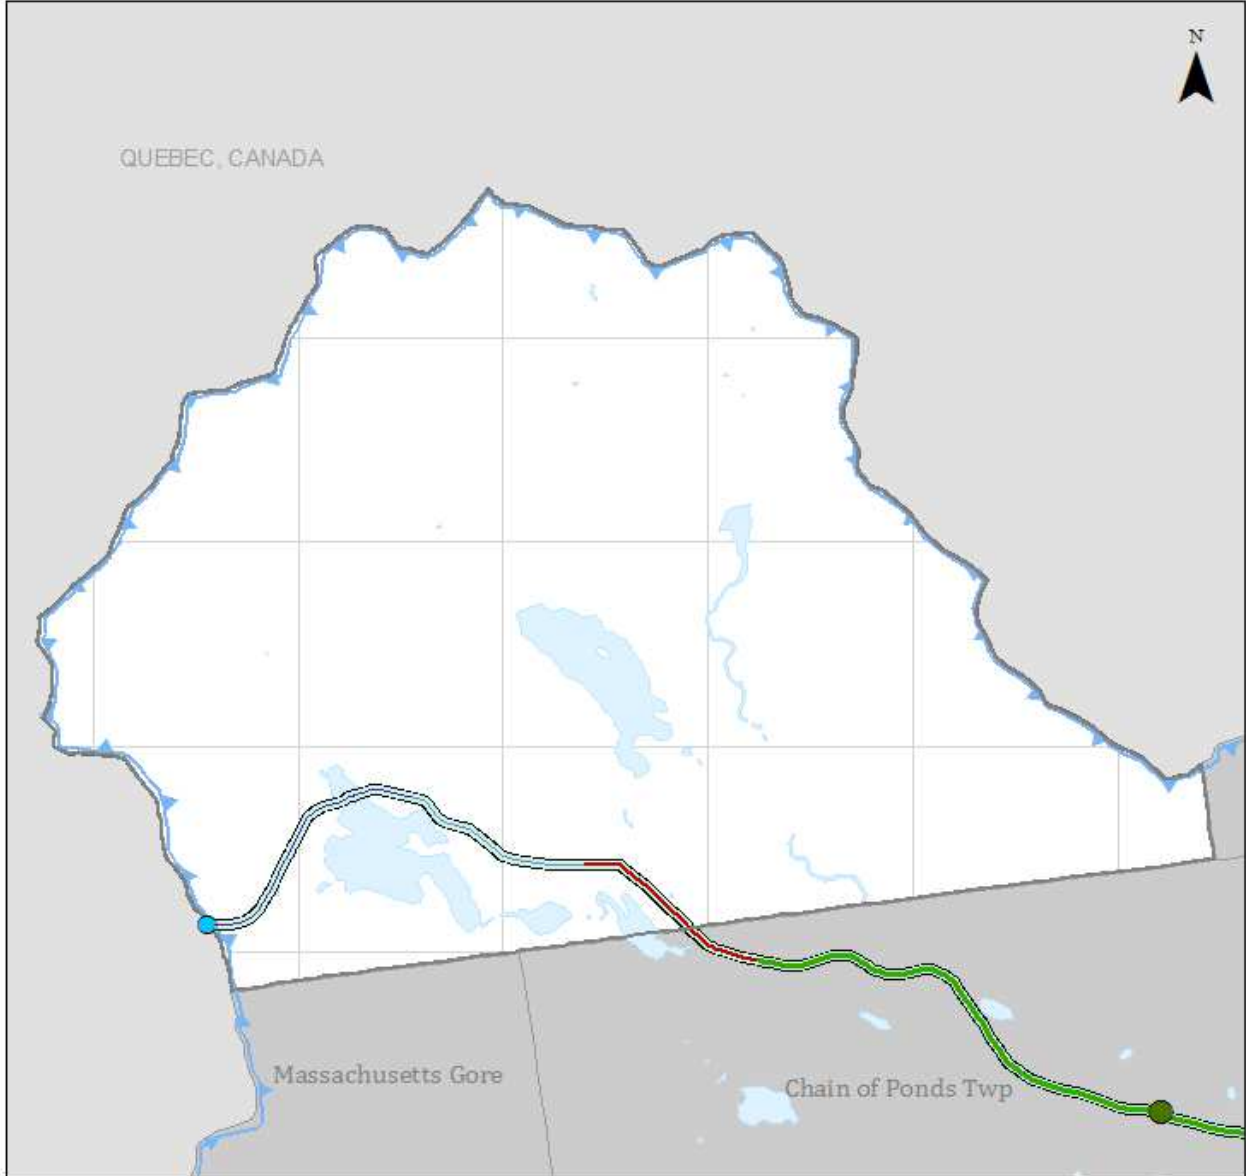 N
QUEBEC, CANADA
Massachusetts Gore
Chain of Ponds Twp